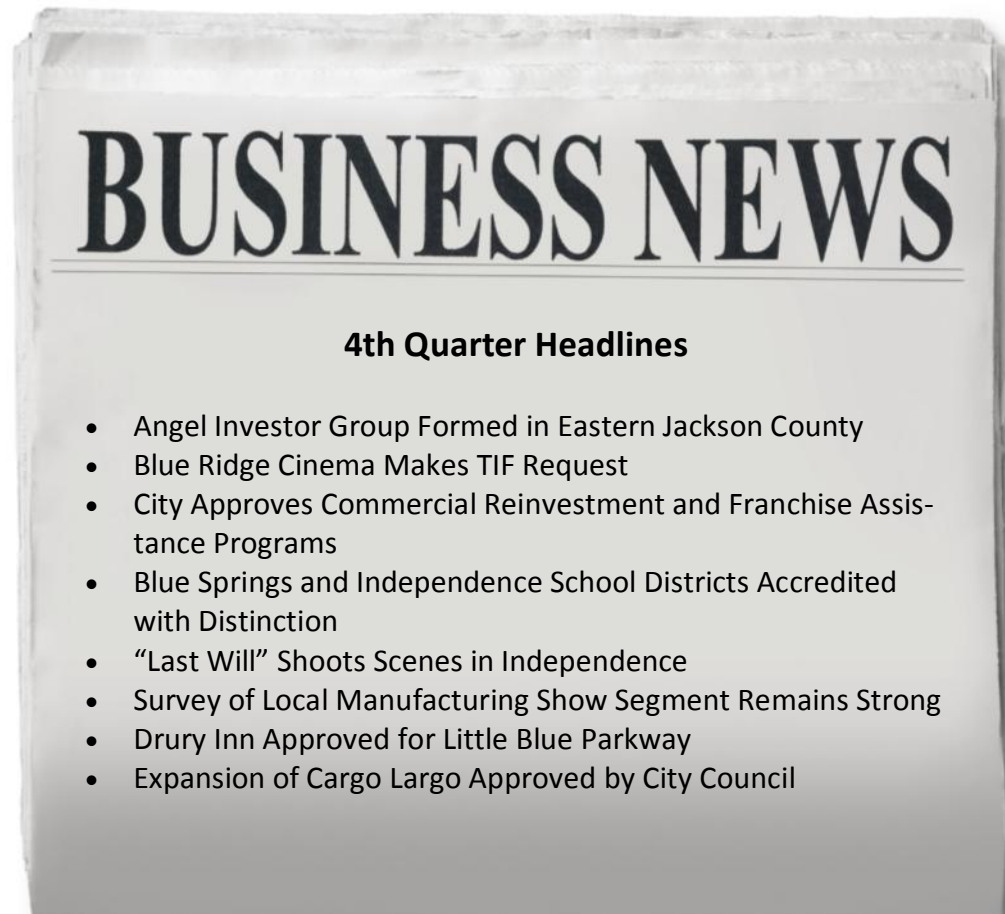 BUSINESS NEWS
4th Quarter Headlines
• Angel Investor Group Formed in Eastern Jackson County
• Blue Ridge Cinema Makes TIF Request
• City Approves Commercial Reinvestment and Franchise Assis-
tance Programs
• Blue Springs and Independence School Districts Accredited
with Distinction
• “Last Will” Shoots Scenes in Independence
• Survey of Local Manufacturing Show Segment Remains Strong
• Drury Inn Approved for Little Blue Parkway
• Expansion of Cargo Largo Approved by City Council